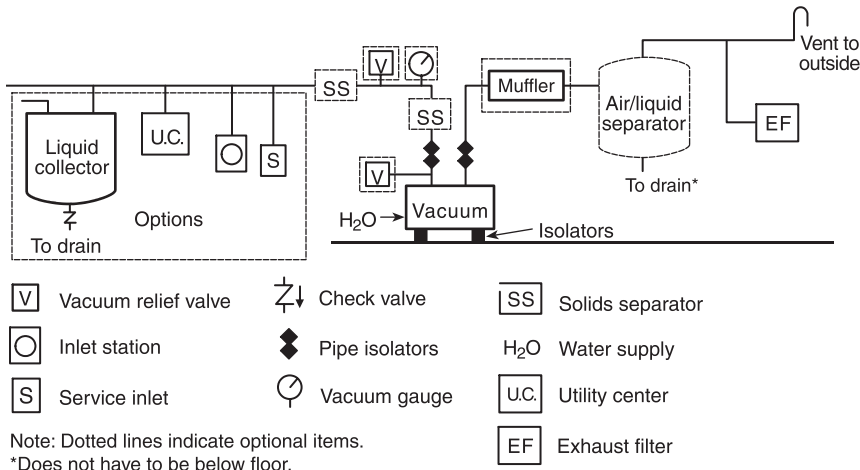 Vent to
outside
V
SS
Muffler
Air/liquid
separator
EF
SS
Liquid
collector
U.C.
S
V
To drain*
Options
H₂O
Vacuum
Isolators
To drain
V Vacuum relief valve
Check valve
SS Solids separator
Inlet station
Pipe isolators
H₂O Water supply
S Service inlet
Vacuum gauge
U.C. Utility center
Note: Dotted lines indicate optional items.
EF Exhaust filter
*Does not have to be below floor.